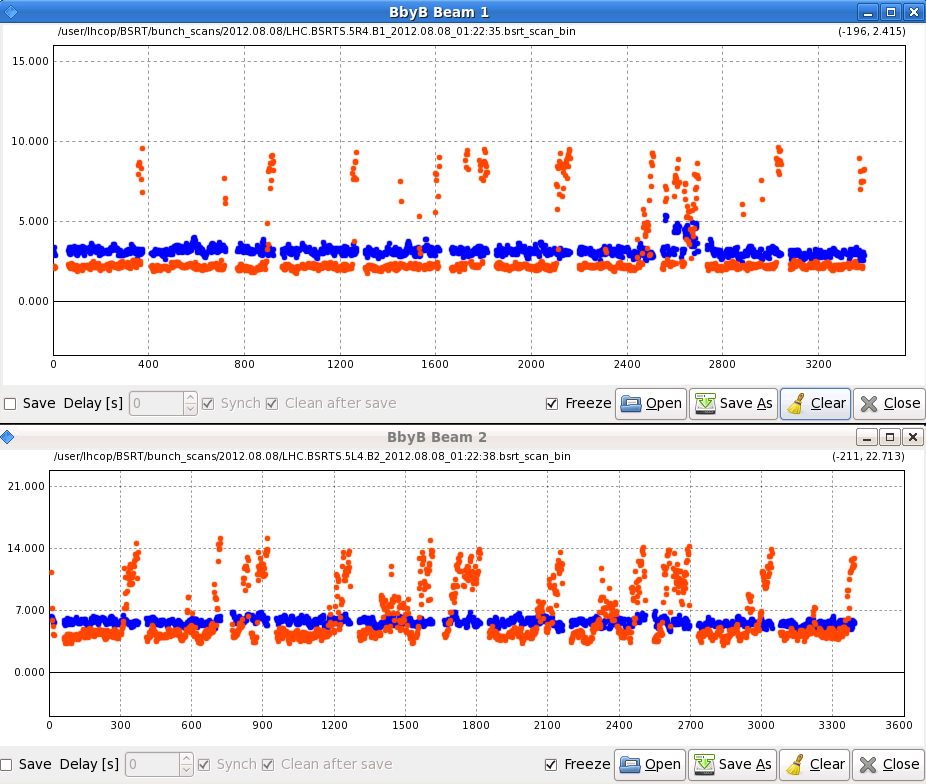 BbyB Beam 1
/user/lhcop/BSRT/bunch_scans/2012.08.08/LHC.BSRTS.5R4.B1_2012.08.08_01:22:35.bsrt_scan_bin (-196, 2.415)
15.000
10.000
5.000
0.000
0 400 800 1200 1600 2000 2400 2800 3200
Save Delay [s] 0 Synch Clean after save Freeze Open Save As Clear Close
BbyB Beam 2
/user/lhcop/BSRT/bunch_scans/2012.08.08/LHC.BSRTS.5L4.B2_2012.08.08_01:22:38.bsrt_scan_bin (-211, 22.713)
21.000
14.000
7.000
0.000
0 300 600 900 1200 1500 1800 2100 2400 2700 3000 3300 3600
Save Delay [s] 0 Synch Clean after save Freeze Open Save As Clear Close